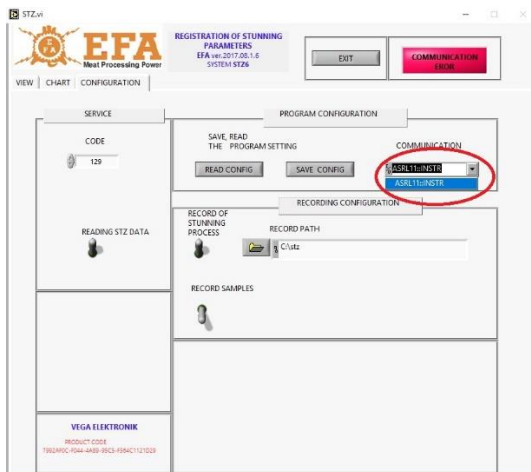 STZ.vi
EFA
Meat Processing Power
REGISTRATION OF STUNNING
PARAMETERS
EFA ver.2017.05.1.6
SYSTEM STZ6
EXIT
COMMUNICATION
EROR
VIEW
CHART
CONFIGURATION
SERVICE
CODE
129
READING STZ DATA
PROGRAM CONFIGURATION
SAVE, READ
THE PROGRAM SETTING
READ CONFIG
SAVE CONFIG
COMMUNICATION
ASRL11::INSTR
ASRL11::INSTR
RECORDING CONFIGURATION
RECORD OF
STUNNING
PROCESS
RECORD PATH
C:\stz
RECORD SAMPLES
VEGA ELEKTRONIK
PRODUCT CODE